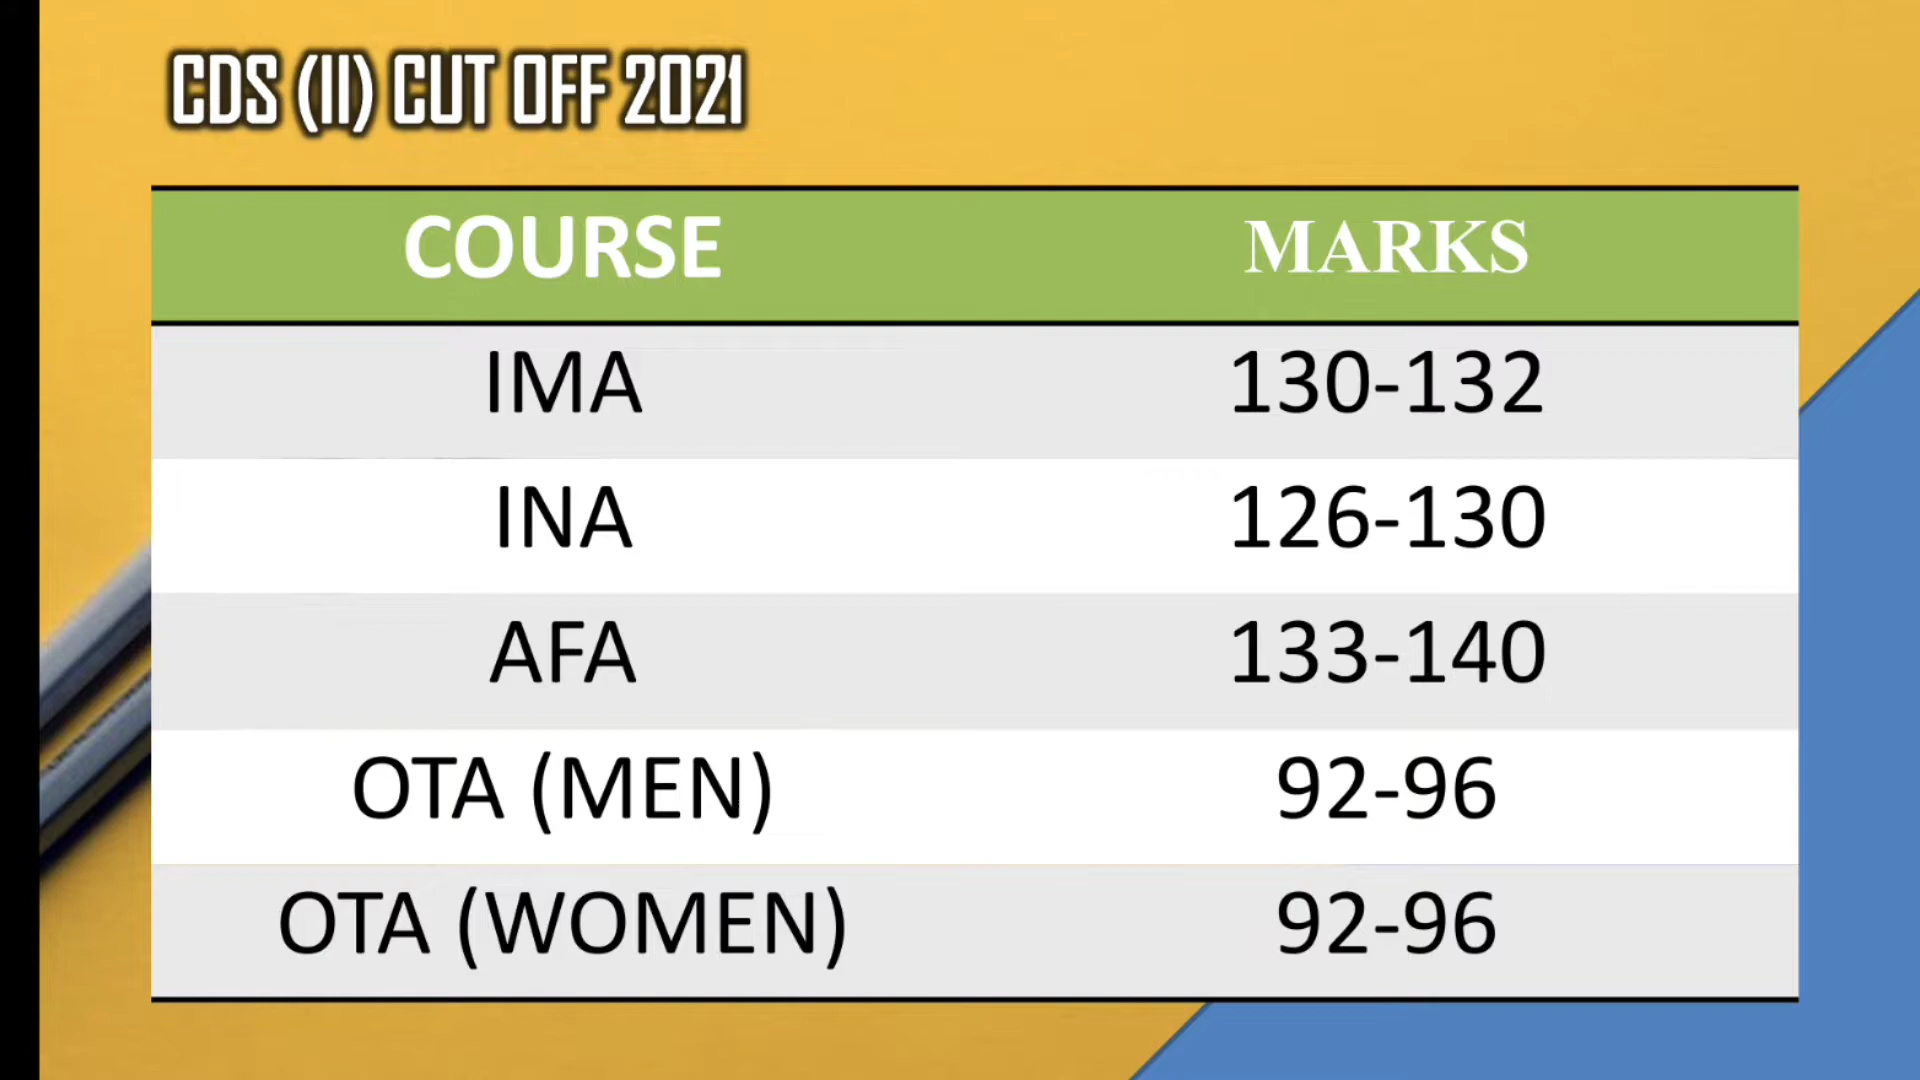 CDS (II) CUT OFF 2021
COURSE MARKS
IMA 130-132
INA 126-130
AFA 133-140
OTA (MEN) 92-96
OTA (WOMEN) 92-96